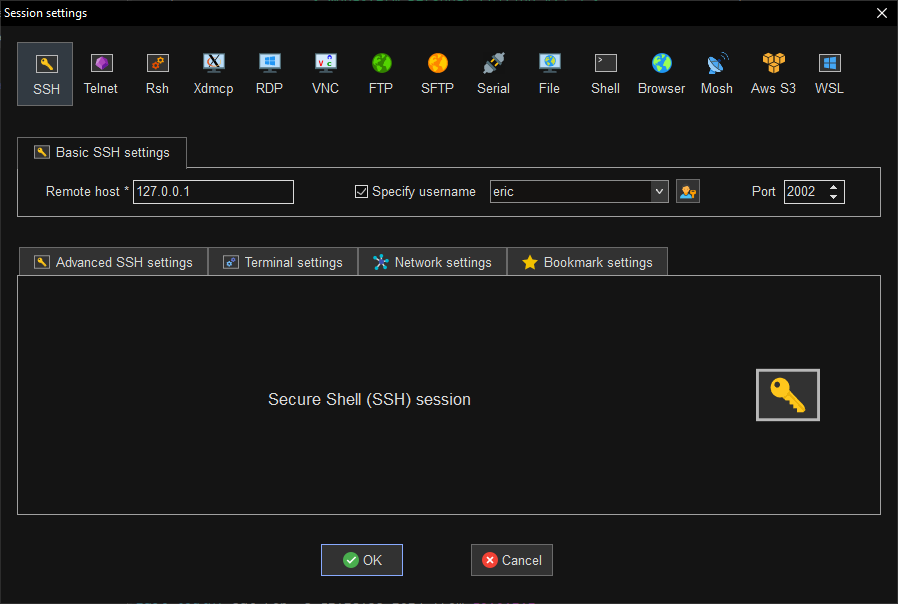 Session settings
SSH Telnet Rsh Xdmcp RDP VNC FTP SFTP Serial File Shell Browser Mosh Aws S3 WSL
Basic SSH settings
Remote host * 127.0.0.1 Specify username eric Port 2002
Advanced SSH settings Terminal settings Network settings Bookmark settings
Secure Shell (SSH) session
OK Cancel